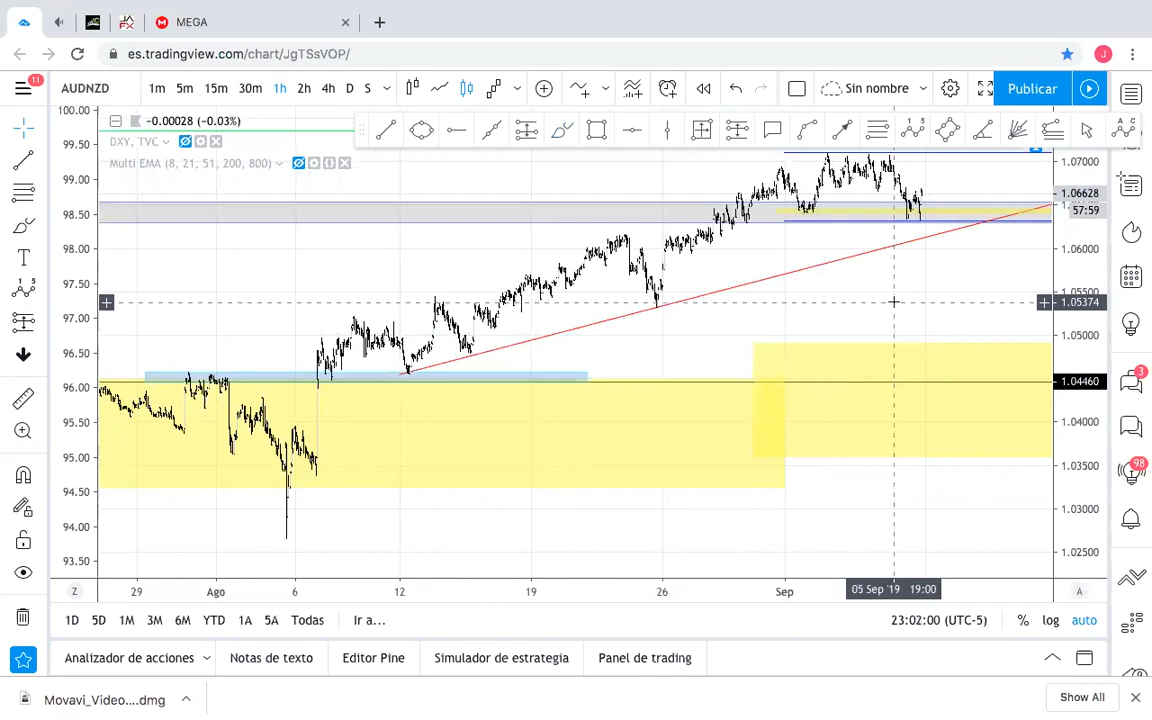 MEGA
es.tradingview.com/chart/JgTSsVOP/
J
11
AUDNZD
1m 5m 15m 30m 1h 2h 4h D S
Sin nombre
Publicar
−0.00028 (−0.03%)
DXY, TVC
Multi EMA (8, 21, 51, 200, 800)
100.00
99.50
99.00
98.50
98.00
97.50
97.00
96.50
96.00
95.50
95.00
94.50
94.00
93.50
1.07000
1.06628
57:59
1.06000
1.05500
1.05374
1.05000
1.04460
1.04000
1.03500
1.03000
1.02500
3
98
Z
29 Ago 6 12 19 26 Sep
05 Sep '19 19:00
A
1D 5D 1M 3M 6M YTD 1A 5A Todas Ir a...
23:02:00 (UTC-5) % log auto
Analizador de acciones Notas de texto Editor Pine Simulador de estrategia Panel de trading
Movavi_Video....dmg
Show All